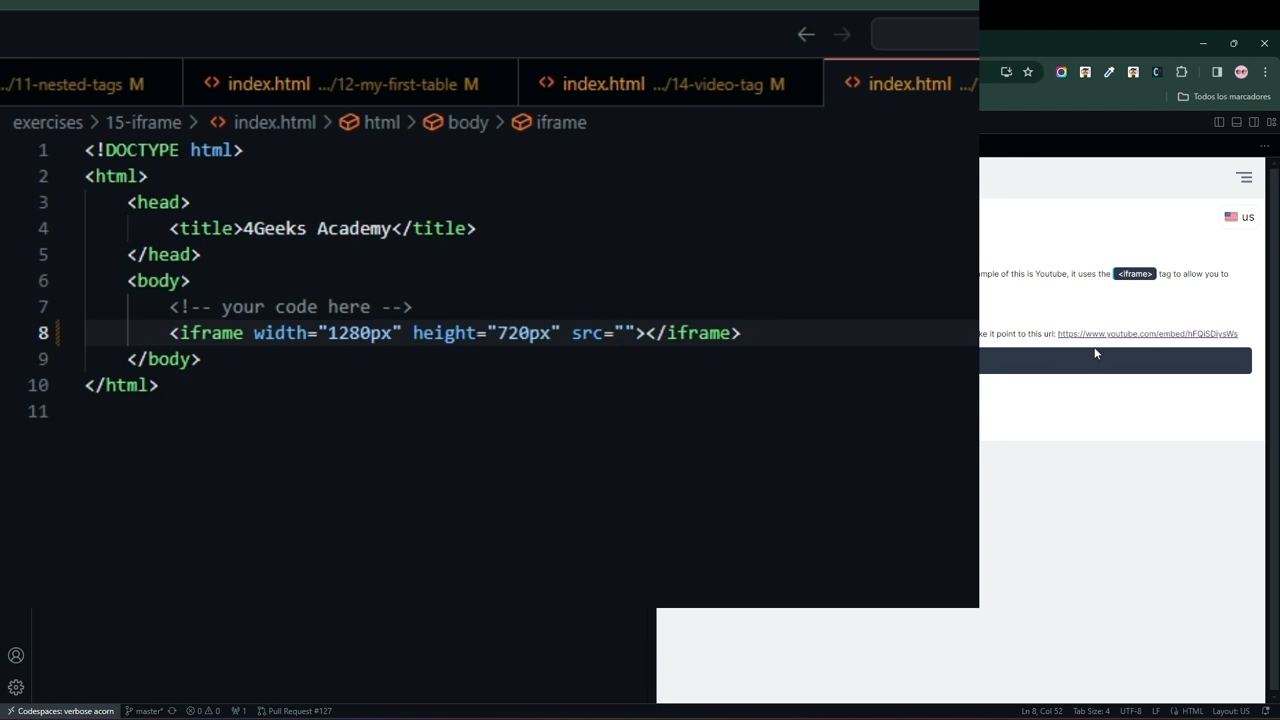 .../11-nested-tags M
index.html .../12-my-first-table M
index.html .../14-video-tag M
index.html .../
Todos los marcadores
exercises > 15-iframe > index.html > html > body > iframe
1 <!DOCTYPE html>
2 <html>
3 <head>
4 <title>4Geeks Academy</title>
5 </head>
6 <body>
7 <!-- your code here -->
8 <iframe width="1280px" height="720px" src=""></iframe>
9 </body>
10 </html>
11
us
mple of this is Youtube, it uses the <iframe> tag to allow you to
ke it point to this url: https://www.youtube.com/embed/hFQiSDiysWs
Codespaces: verbose acorn master* 0 0 1 Pull Request #127 Ln 8, Col 52 Tab Size: 4 UTF-8 LF HTML Layout: US